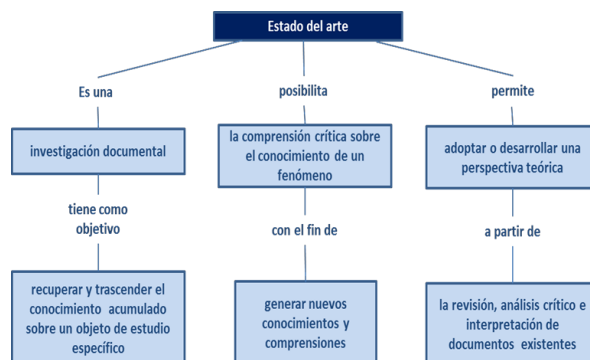 Estado del arte
Es una
posibilita
permite
investigación documental
la comprensión crítica sobre
el conocimiento de un
fenómeno
adoptar o desarrollar una
perspectiva teórica
tiene como
objetivo
con el fin de
a partir de
recuperar y trascender el
conocimiento acumulado
sobre un objeto de estudio
específico
generar nuevos
conocimientos y
comprensiones
la revisión, análisis crítico e
interpretación de
documentos existentes